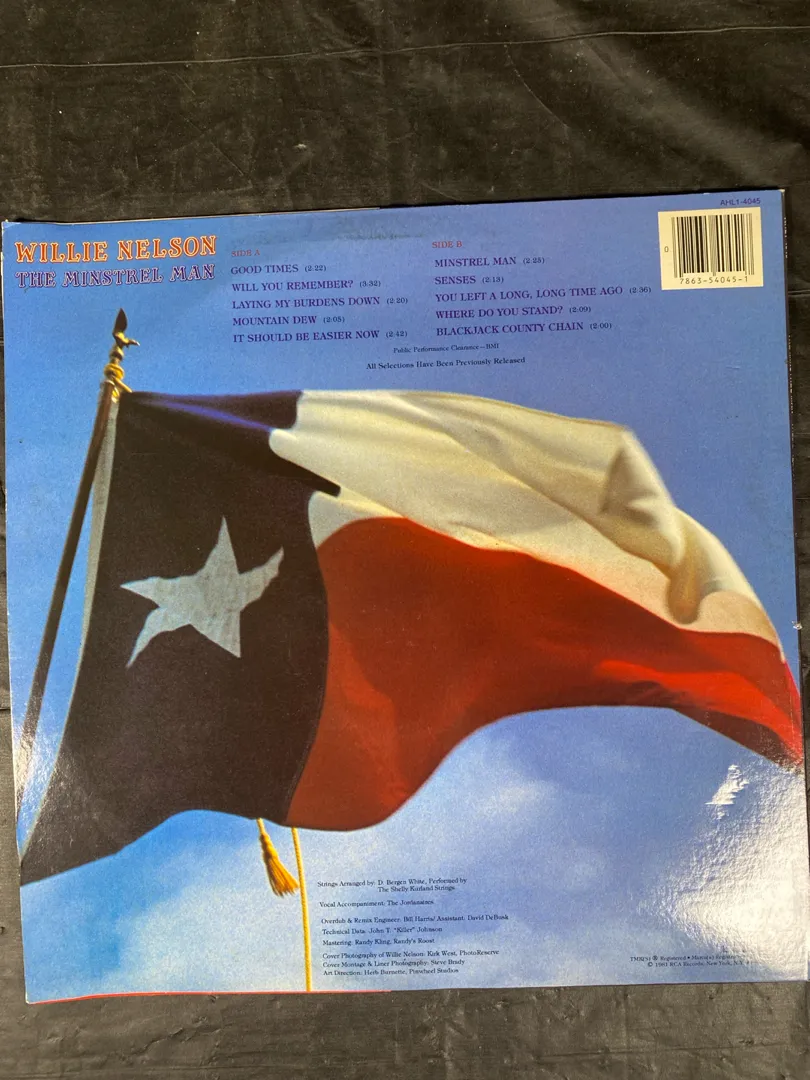 AHL1-4045
WILLIE NELSON
THE MINSTREL MAN
SIDE A
GOOD TIMES (2:22)
WILL YOU REMEMBER? (3:32)
LAYING MY BURDENS DOWN (2:20)
MOUNTAIN DEW (2:05)
IT SHOULD BE EASIER NOW (2:42)
SIDE B
MINSTREL MAN (2:25)
SENSES (2:13)
YOU LEFT A LONG, LONG TIME AGO (2:36)
WHERE DO YOU STAND? (2:09)
BLACKJACK COUNTY CHAIN (2:00)
0 7863-54045-1
Public Performance Clearance—BMI
All Selections Have Been Previously Released
Strings Arranged by: D. Bergen White, Performed by
The Shelly Kurland Strings
Vocal Accompaniment: The Jordanaires
Overdub & Remix Engineer: Bill Harris/ Assistant: David DeBusk
Technical Data: John T. "Killer" Johnson
Mastering: Randy Kling, Randy's Roost
Cover Photography of Willie Nelson: Kirk West, PhotoReserve
Cover Montage & Liner Photography: Steve Brady
Art Direction: Herb Burnette, Pinwheel Studios
® Registered •
© 1981 RCA Records, New York, N.Y.